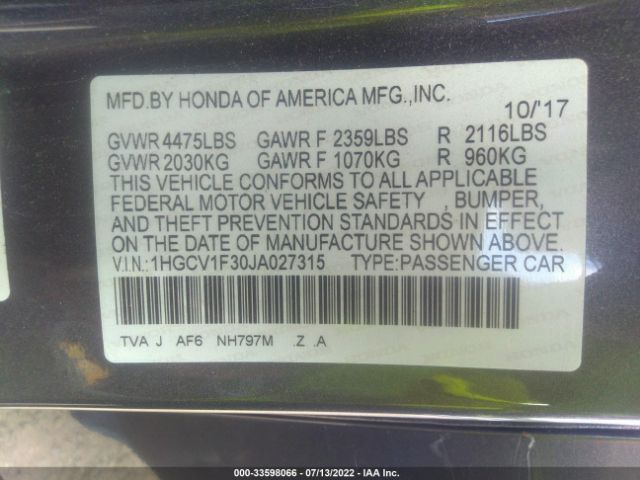 MFD.BY HONDA OF AMERICA MFG.,INC.
10/'17
GVWR 4475LBS GAWR F 2359LBS R 2116LBS
GVWR 2030KG GAWR F 1070KG R 960KG
THIS VEHICLE CONFORMS TO ALL APPLICABLE
FEDERAL MOTOR VEHICLE SAFETY , BUMPER,
AND THEFT PREVENTION STANDARDS IN EFFECT
ON THE DATE OF MANUFACTURE SHOWN ABOVE.
V.I.N.:1HGCV1F30JA027315 TYPE:PASSENGER CAR
TVA J AF6 NH797M .Z .A
000-33598066 - 07/13/2022 - IAA Inc.